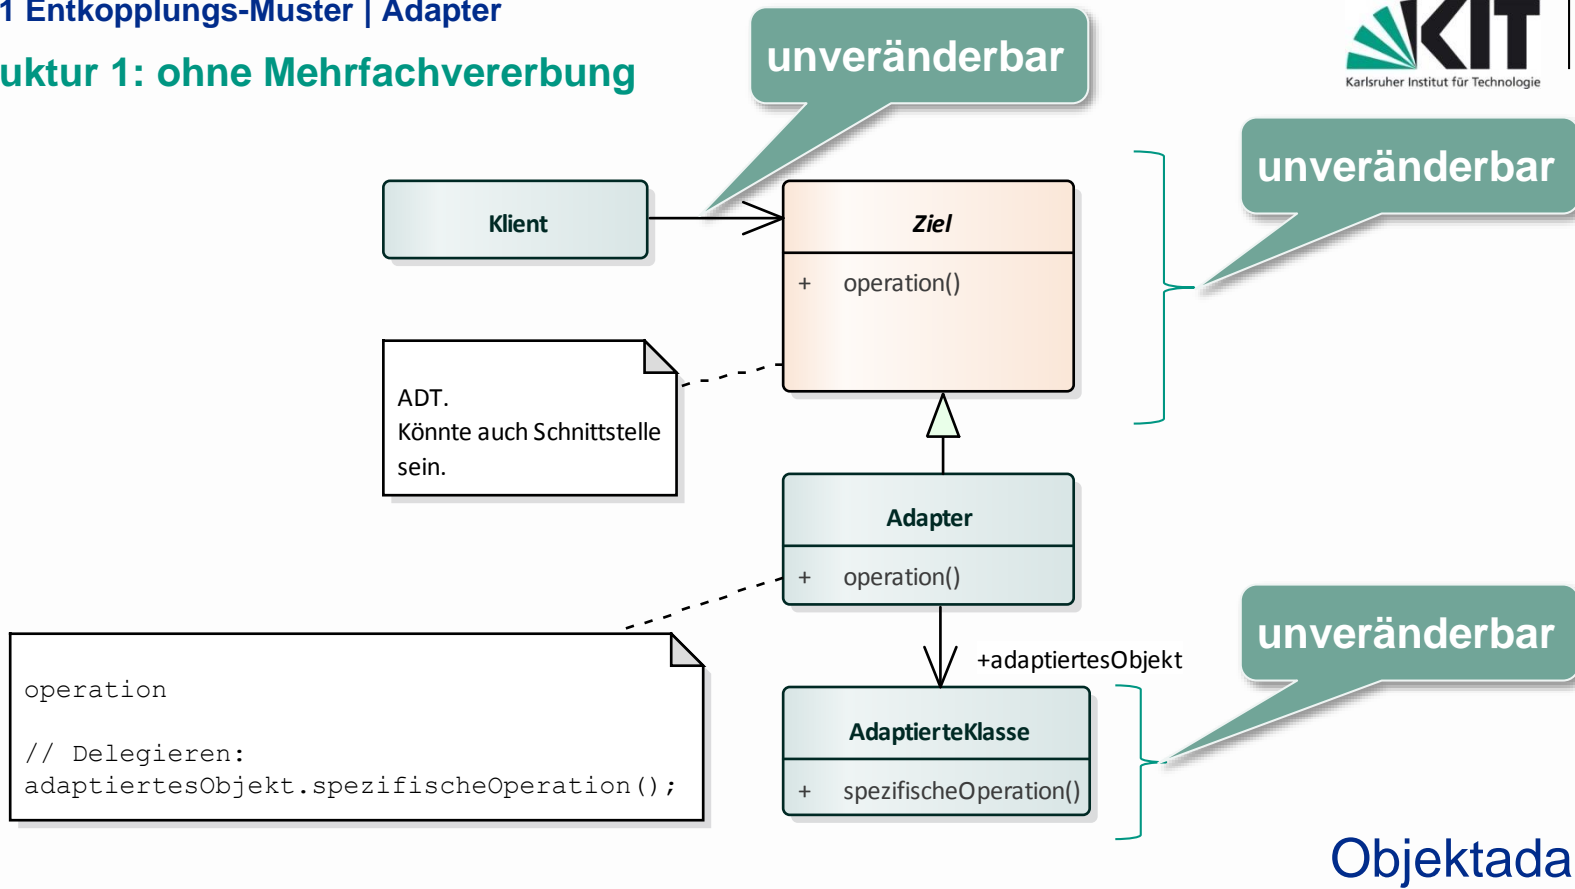 1 Entkopplungs-Muster | Adapter
uktur 1: ohne Mehrfachvererbung
unveränderbar
KIT
Karlsruher Institut für Technologie
unveränderbar
Klient
Ziel
+ operation()
ADT.
Könnte auch Schnittstelle
sein.
Adapter
+ operation()
unveränderbar
+adaptiertesObjekt
operation
// Delegieren:
adaptiertesObjekt.spezifischeOperation();
AdaptierteKlasse
+ spezifischeOperation()
Objektada